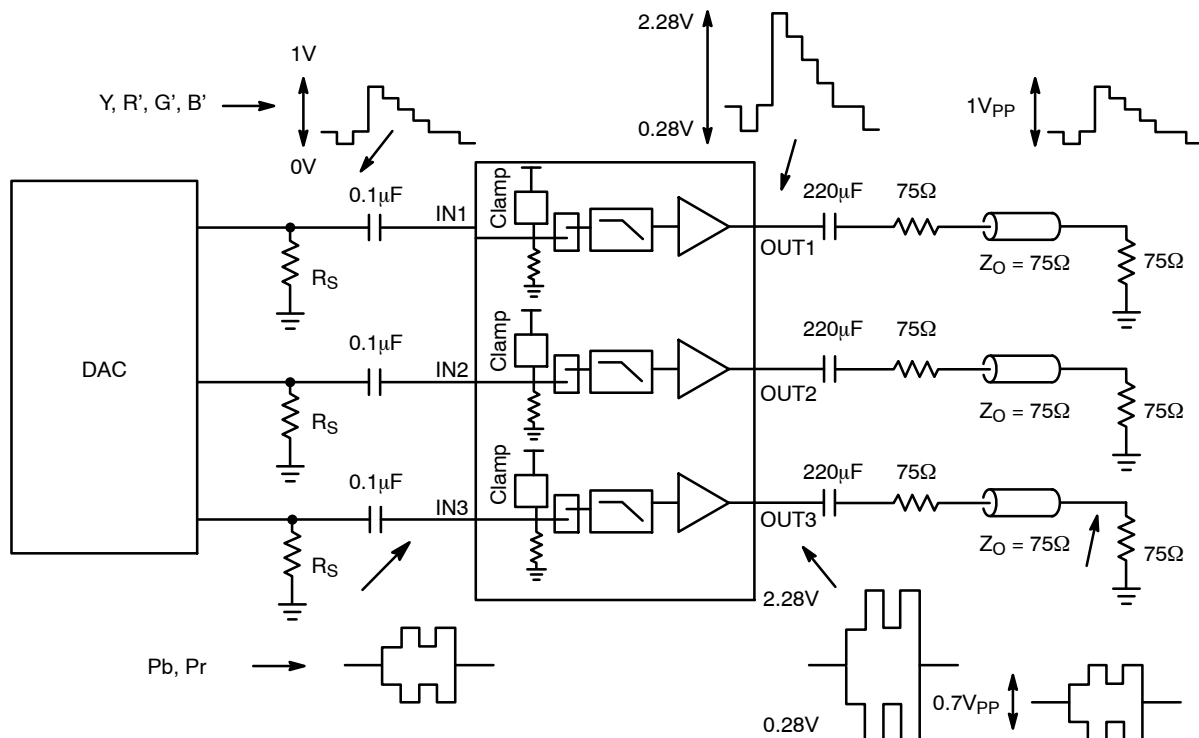 2.28V
1V
Y, R', G', B'
1V_PP
0.28V
0V
0.1μF
IN1
Clamp
OUT1
220μF
75Ω
Z_O = 75Ω
75Ω
R_S
DAC
0.1μF
IN2
Clamp
OUT2
220μF
75Ω
Z_O = 75Ω
75Ω
R_S
0.1μF
IN3
Clamp
OUT3
220μF
75Ω
Z_O = 75Ω
75Ω
R_S
2.28V
Pb, Pr
0.7V_PP
0.28V